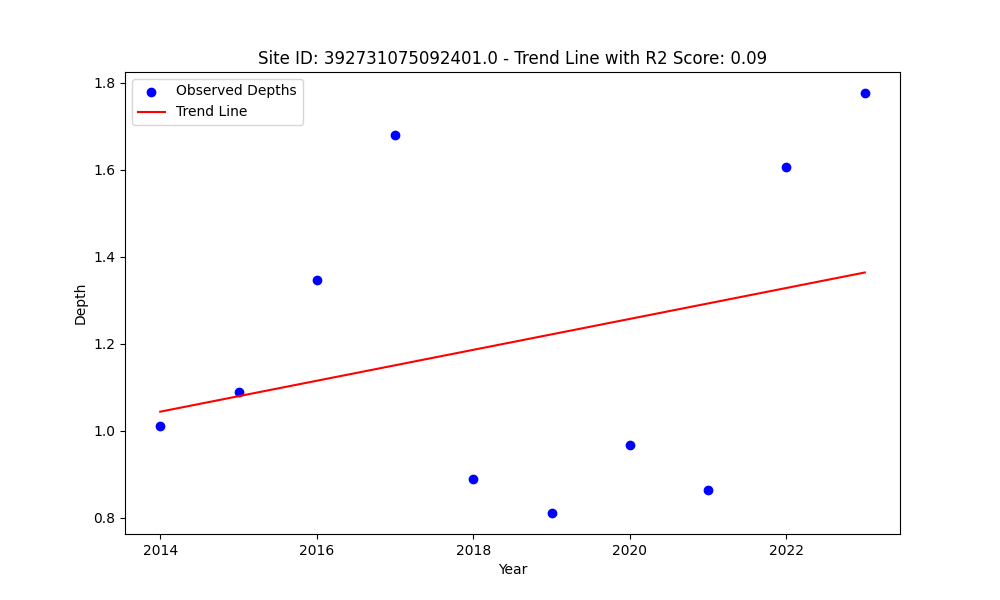 Site ID: 392731075092401.0 - Trend Line with R2 Score: 0.09
Observed Depths
Trend Line
Depth
1.8
1.6
1.4
1.2
1.0
0.8
2014 2016 2018 2020 2022
Year